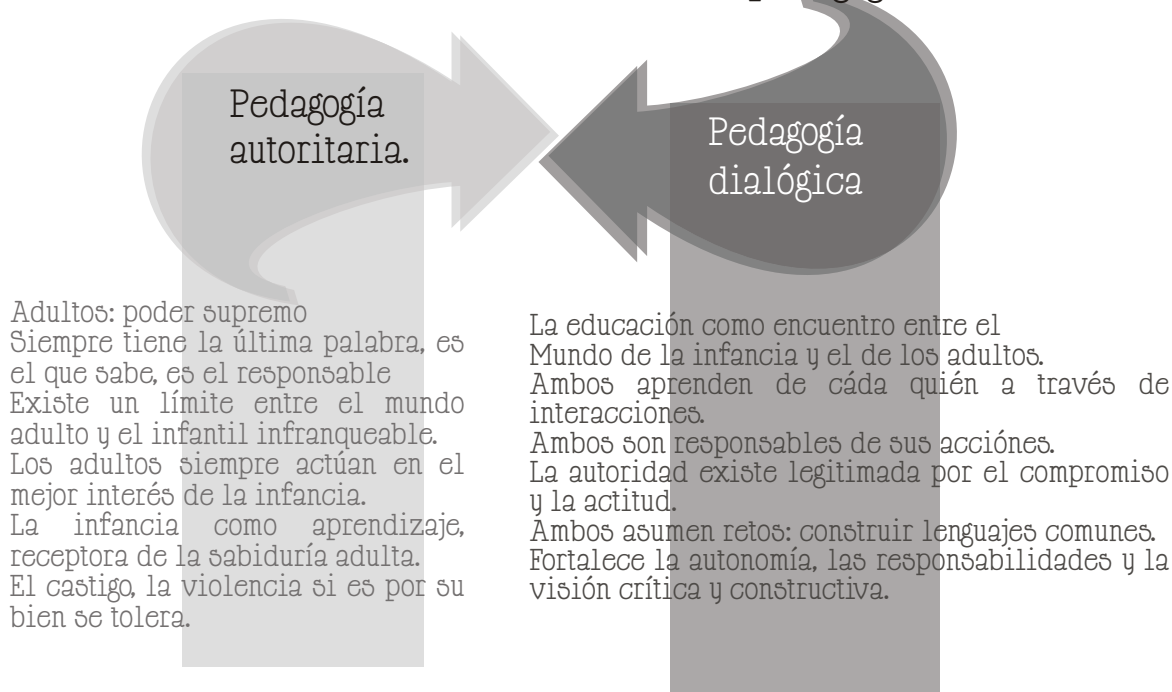 Pedagogía
autoritaria.
Pedagogía
dialógica
Adultos: poder supremo
Siempre tiene la última palabra, es
el que sabe, es el responsable
Existe un límite entre el mundo
adulto y el infantil infranqueable.
Los adultos siempre actúan en el
mejor interés de la infancia.
La infancia como aprendizaje,
receptora de la sabiduría adulta.
El castigo, la violencia si es por su
bien se tolera.
La educación como encuentro entre el
Mundo de la infancia y el de los adultos.
Ambos aprenden de cáda quién a través de
interacciones.
Ambos son responsables de sus acciónes.
La autoridad existe legitimada por el compromiso
y la actitud.
Ambos asumen retos: construir lenguajes comunes.
Fortalece la autonomía, las responsabilidades y la
visión crítica y constructiva.